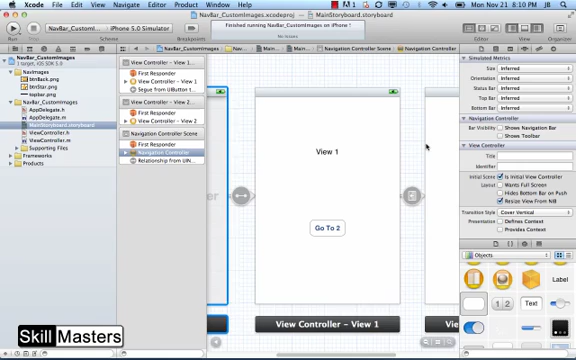 Xcode File Edit View Navigate Editor Product Window Help Mon Nov 21 8:10 PM JB
NavBar_CustomImages.xcodeproj — MainStoryboard.storyboard
NavBar_CustomIm... iPhone 5.0 Simulator
Finished running NavBar_CustomImages on iPhone
No Issues
Run Stop Scheme Breakpoints Editor View Organizer
NavBar_CustomImages
1 target, iOS SDK 5.0
NavImages
btnBack.png
btnStar.png
topbar.png
NavBar_CustomImages
AppDelegate.h
AppDelegate.m
MainStoryboard.storyboard
ViewController.h
ViewController.m
Supporting Files
Frameworks
Products
View Controller – View 1...
First Responder
View Controller – View 1
Segue from UIButton t...
View Controller – View 2...
First Responder
View Controller – View 2
Navigation Controller Scene
First Responder
Navigation Controller
Relationship from UIN...
View 1
Go To 2
View Controller – View 1
Simulated Metrics
Size Inferred
Orientation Inferred
Status Bar Inferred
Top Bar Inferred
Bottom Bar Inferred
Navigation Controller
Bar Visibility Shows Navigation Bar
Shows Toolbar
View Controller
Title
Identifier
Initial Scene Is Initial View Controller
Layout Wants Full Screen
Hides Bottom Bar on Push
Resize View From NIB
Transition Style Cover Vertical
Presentation Defines Context
Provides Context
Objects
Label
1 2
Text
Skill Masters